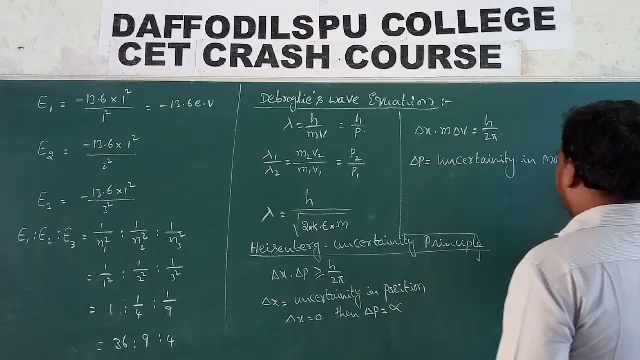 DAFFODILSPU COLLEGE
CET CRASH COURSE
E₁ = -13.6 × 1² / 1² = -13.6 e.v
E₂ = -13.6 × 1² / 2²
E₃ = -13.6 × 1² / 3²
E₁ : E₂ : E₃ = 1/n₁² : 1/n₂² : 1/n₃²
= 1/1² : 1/2² : 1/3²
= 1 : 1/4 : 1/9
= 36 : 9 : 4
Debroglie's wave Equation :-
λ = h/mv = h/p.
λ₁/λ₂ = m₂v₂/m₁v₁ = P₂/P₁
λ = h/√2×K.E×m
Heisenberg-uncertainity Principle
Δx . Δp ≥ h/2π
Δx = uncertainity in position
Δx = 0 then Δp = ∝
Δx . m Δv = h/2π
Δp = uncertainity in mo